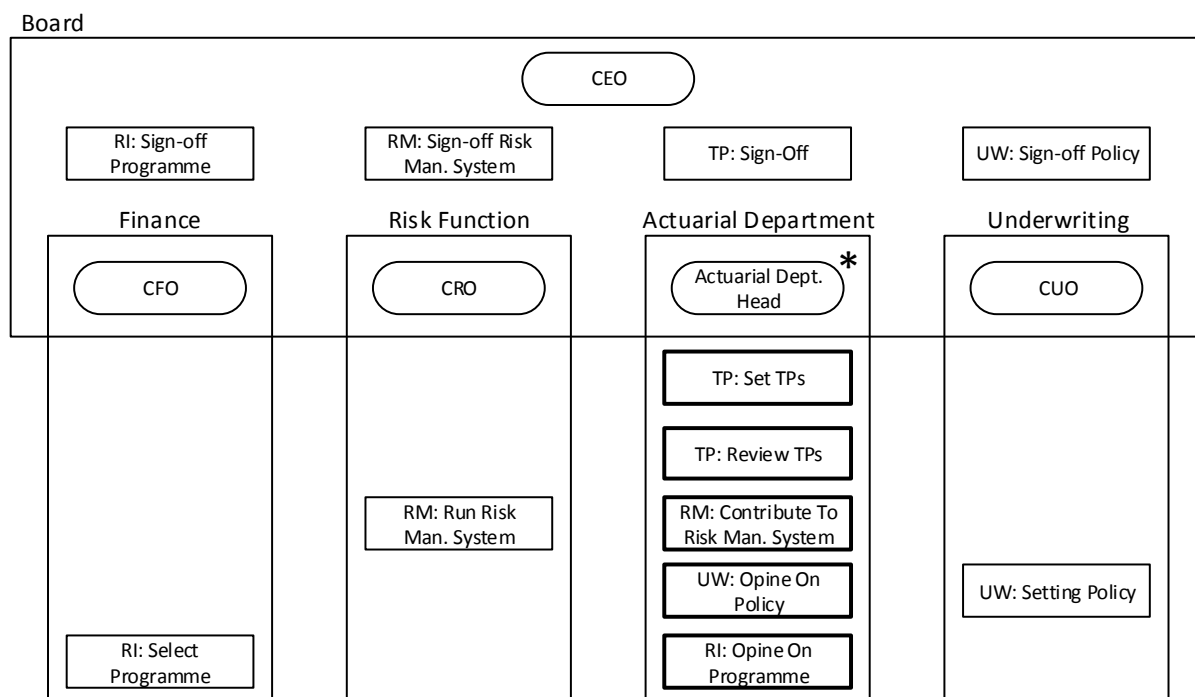 Board
CEO
RI: Sign-off
Programme
RM: Sign-off Risk
Man. System
TP: Sign-Off
UW: Sign-off Policy
Finance
Risk Function
Actuarial Department
Underwriting
CFO
CRO
Actuarial Dept.
Head
*
CUO
TP: Set TPs
TP: Review TPs
RM: Run Risk
Man. System
RM: Contribute To
Risk Man. System
UW: Opine On
Policy
UW: Setting Policy
RI: Select
Programme
RI: Opine On
Programme